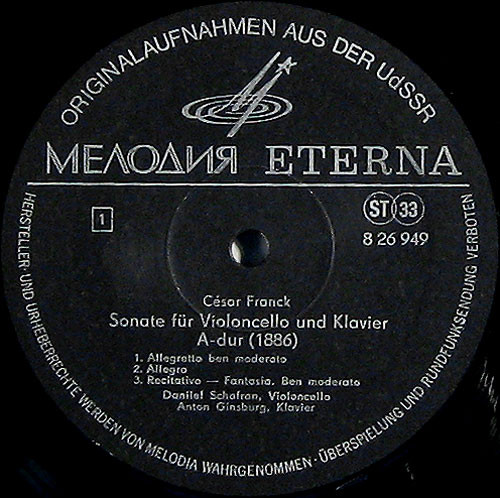 ORIGINALAUFNAHMEN AUS DER UdSSR
МЕЛОДИЯ ETERNA
1
ST 33
8 26 949
César Franck
Sonate für Violoncello und Klavier
A-dur (1886)
1. Allegretto ben moderato
2. Allegro
3. Recitativo — Fantasia. Ben moderato
Daniilel Schafran, Violoncello
Anton Ginsburg, Klavier
HERSTELLER- UND URHEBERRECHTE WERDEN VON MELODIA WAHRGENOMMEN · ÜBERSPIELUNG UND RUNDFUNKSENDUNG VERBOTEN